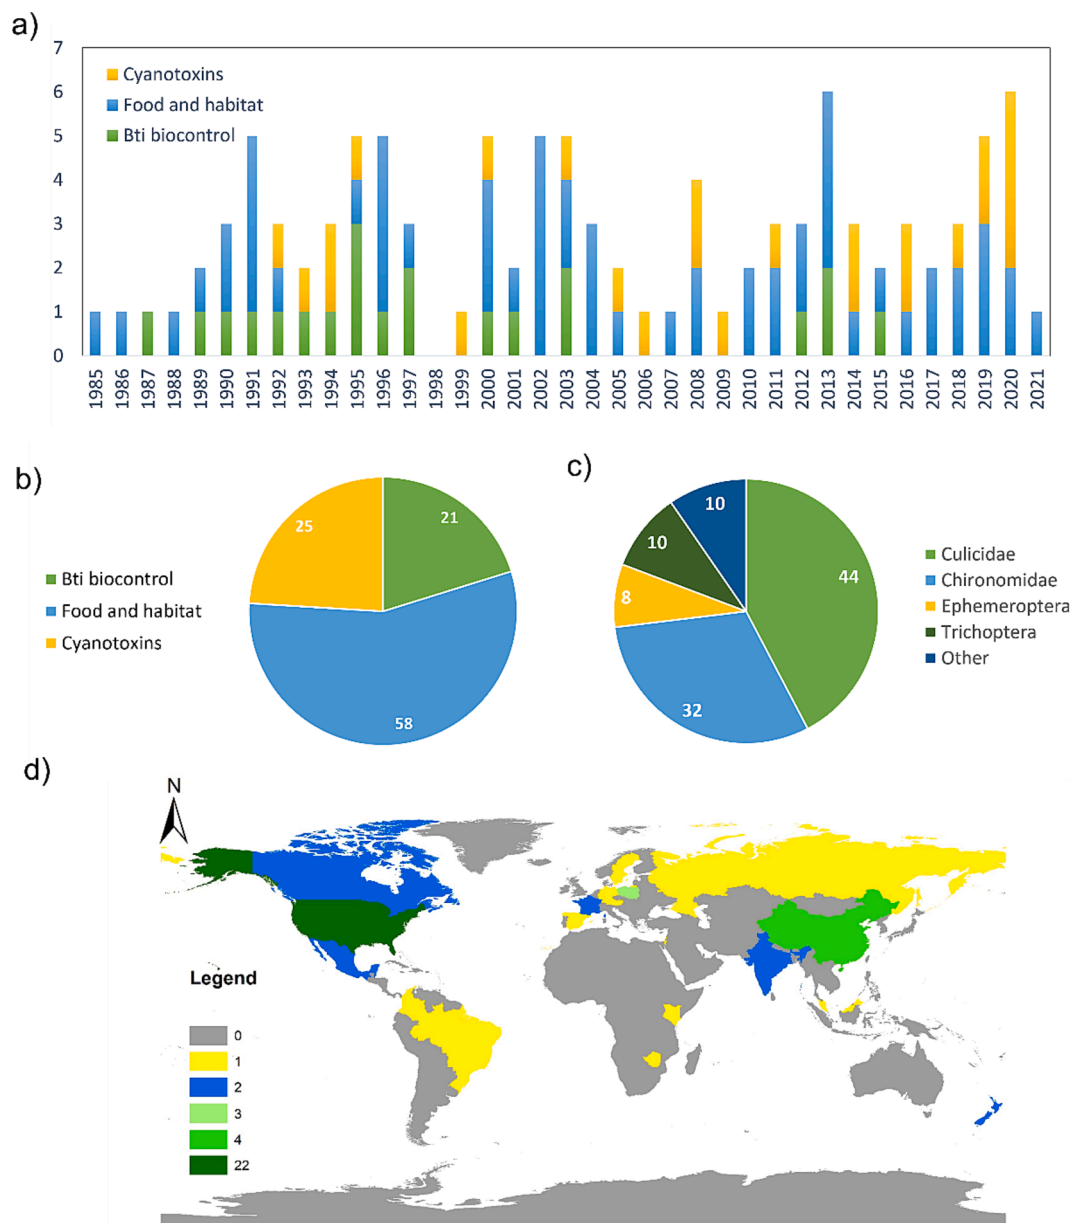 a)
7
6
5
4
3
2
1
0
Cyanotoxins
Food and habitat
Bti biocontrol
1985 1986 1987 1988 1989 1990 1991 1992 1993 1994 1995 1996 1997 1998 1999 2000 2001 2002 2003 2004 2005 2006 2007 2008 2009 2010 2011 2012 2013 2014 2015 2016 2017 2018 2019 2020 2021
b)
25
21
58
Bti biocontrol
Food and habitat
Cyanotoxins
c)
10
10
8
44
32
Culicidae
Chironomidae
Ephemeroptera
Trichoptera
Other
d)
N
Legend
0
1
2
3
4
22